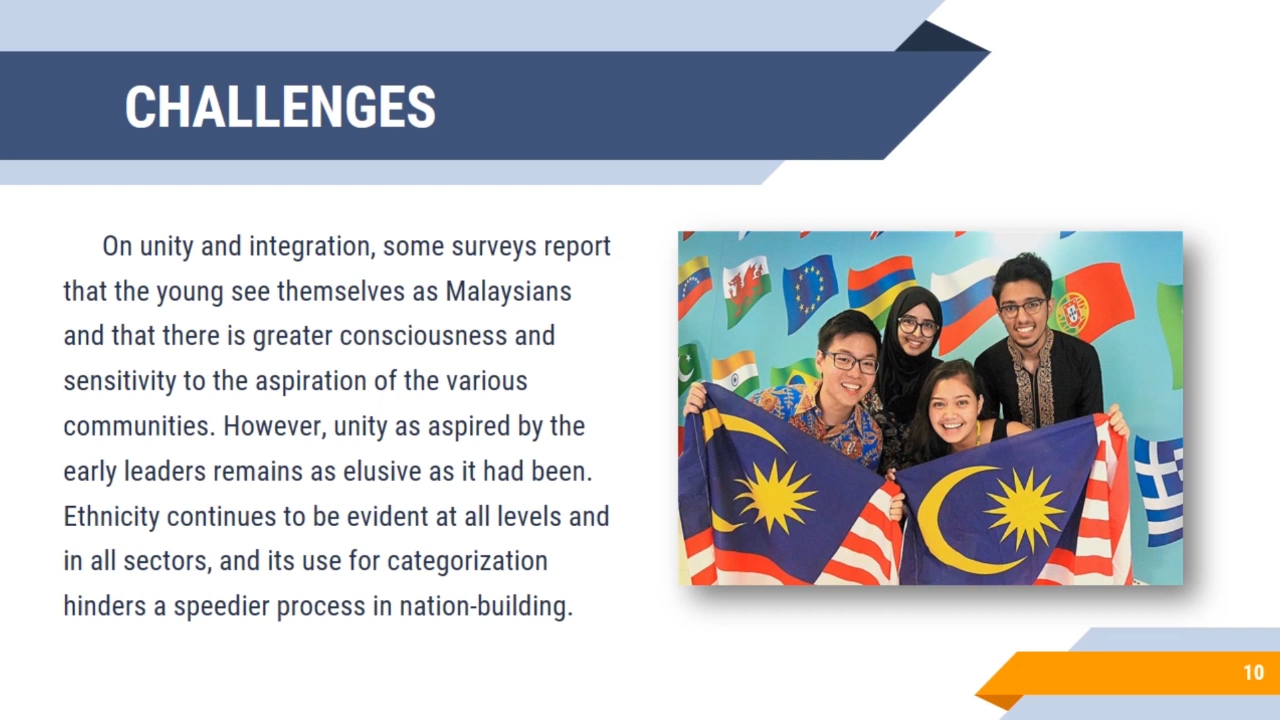 CHALLENGES
On unity and integration, some surveys report
that the young see themselves as Malaysians
and that there is greater consciousness and
sensitivity to the aspiration of the various
communities. However, unity as aspired by the
early leaders remains as elusive as it had been.
Ethnicity continues to be evident at all levels and
in all sectors, and its use for categorization
hinders a speedier process in nation-building.
10